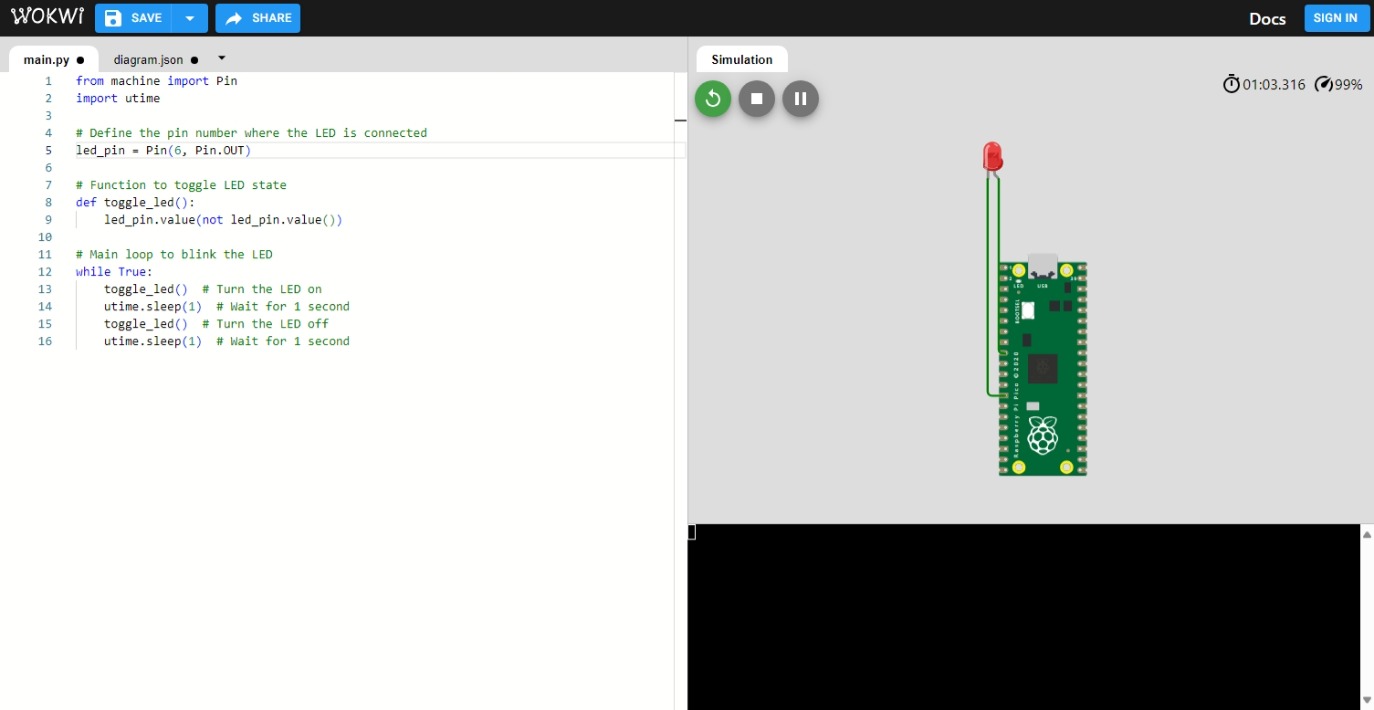 WOKWi
SAVE
SHARE
Docs
SIGN IN
main.py
diagram.json
Simulation
1 from machine import Pin
2 import utime
3
4 # Define the pin number where the LED is connected
5 led_pin = Pin(6, Pin.OUT)
6
7 # Function to toggle LED state
8 def toggle_led():
9 led_pin.value(not led_pin.value())
10
11 # Main loop to blink the LED
12 while True:
13 toggle_led() # Turn the LED on
14 utime.sleep(1) # Wait for 1 second
15 toggle_led() # Turn the LED off
16 utime.sleep(1) # Wait for 1 second
01:03.316
99%
LED
USB
BOOTSEL
Raspberry Pi Pico ©2020